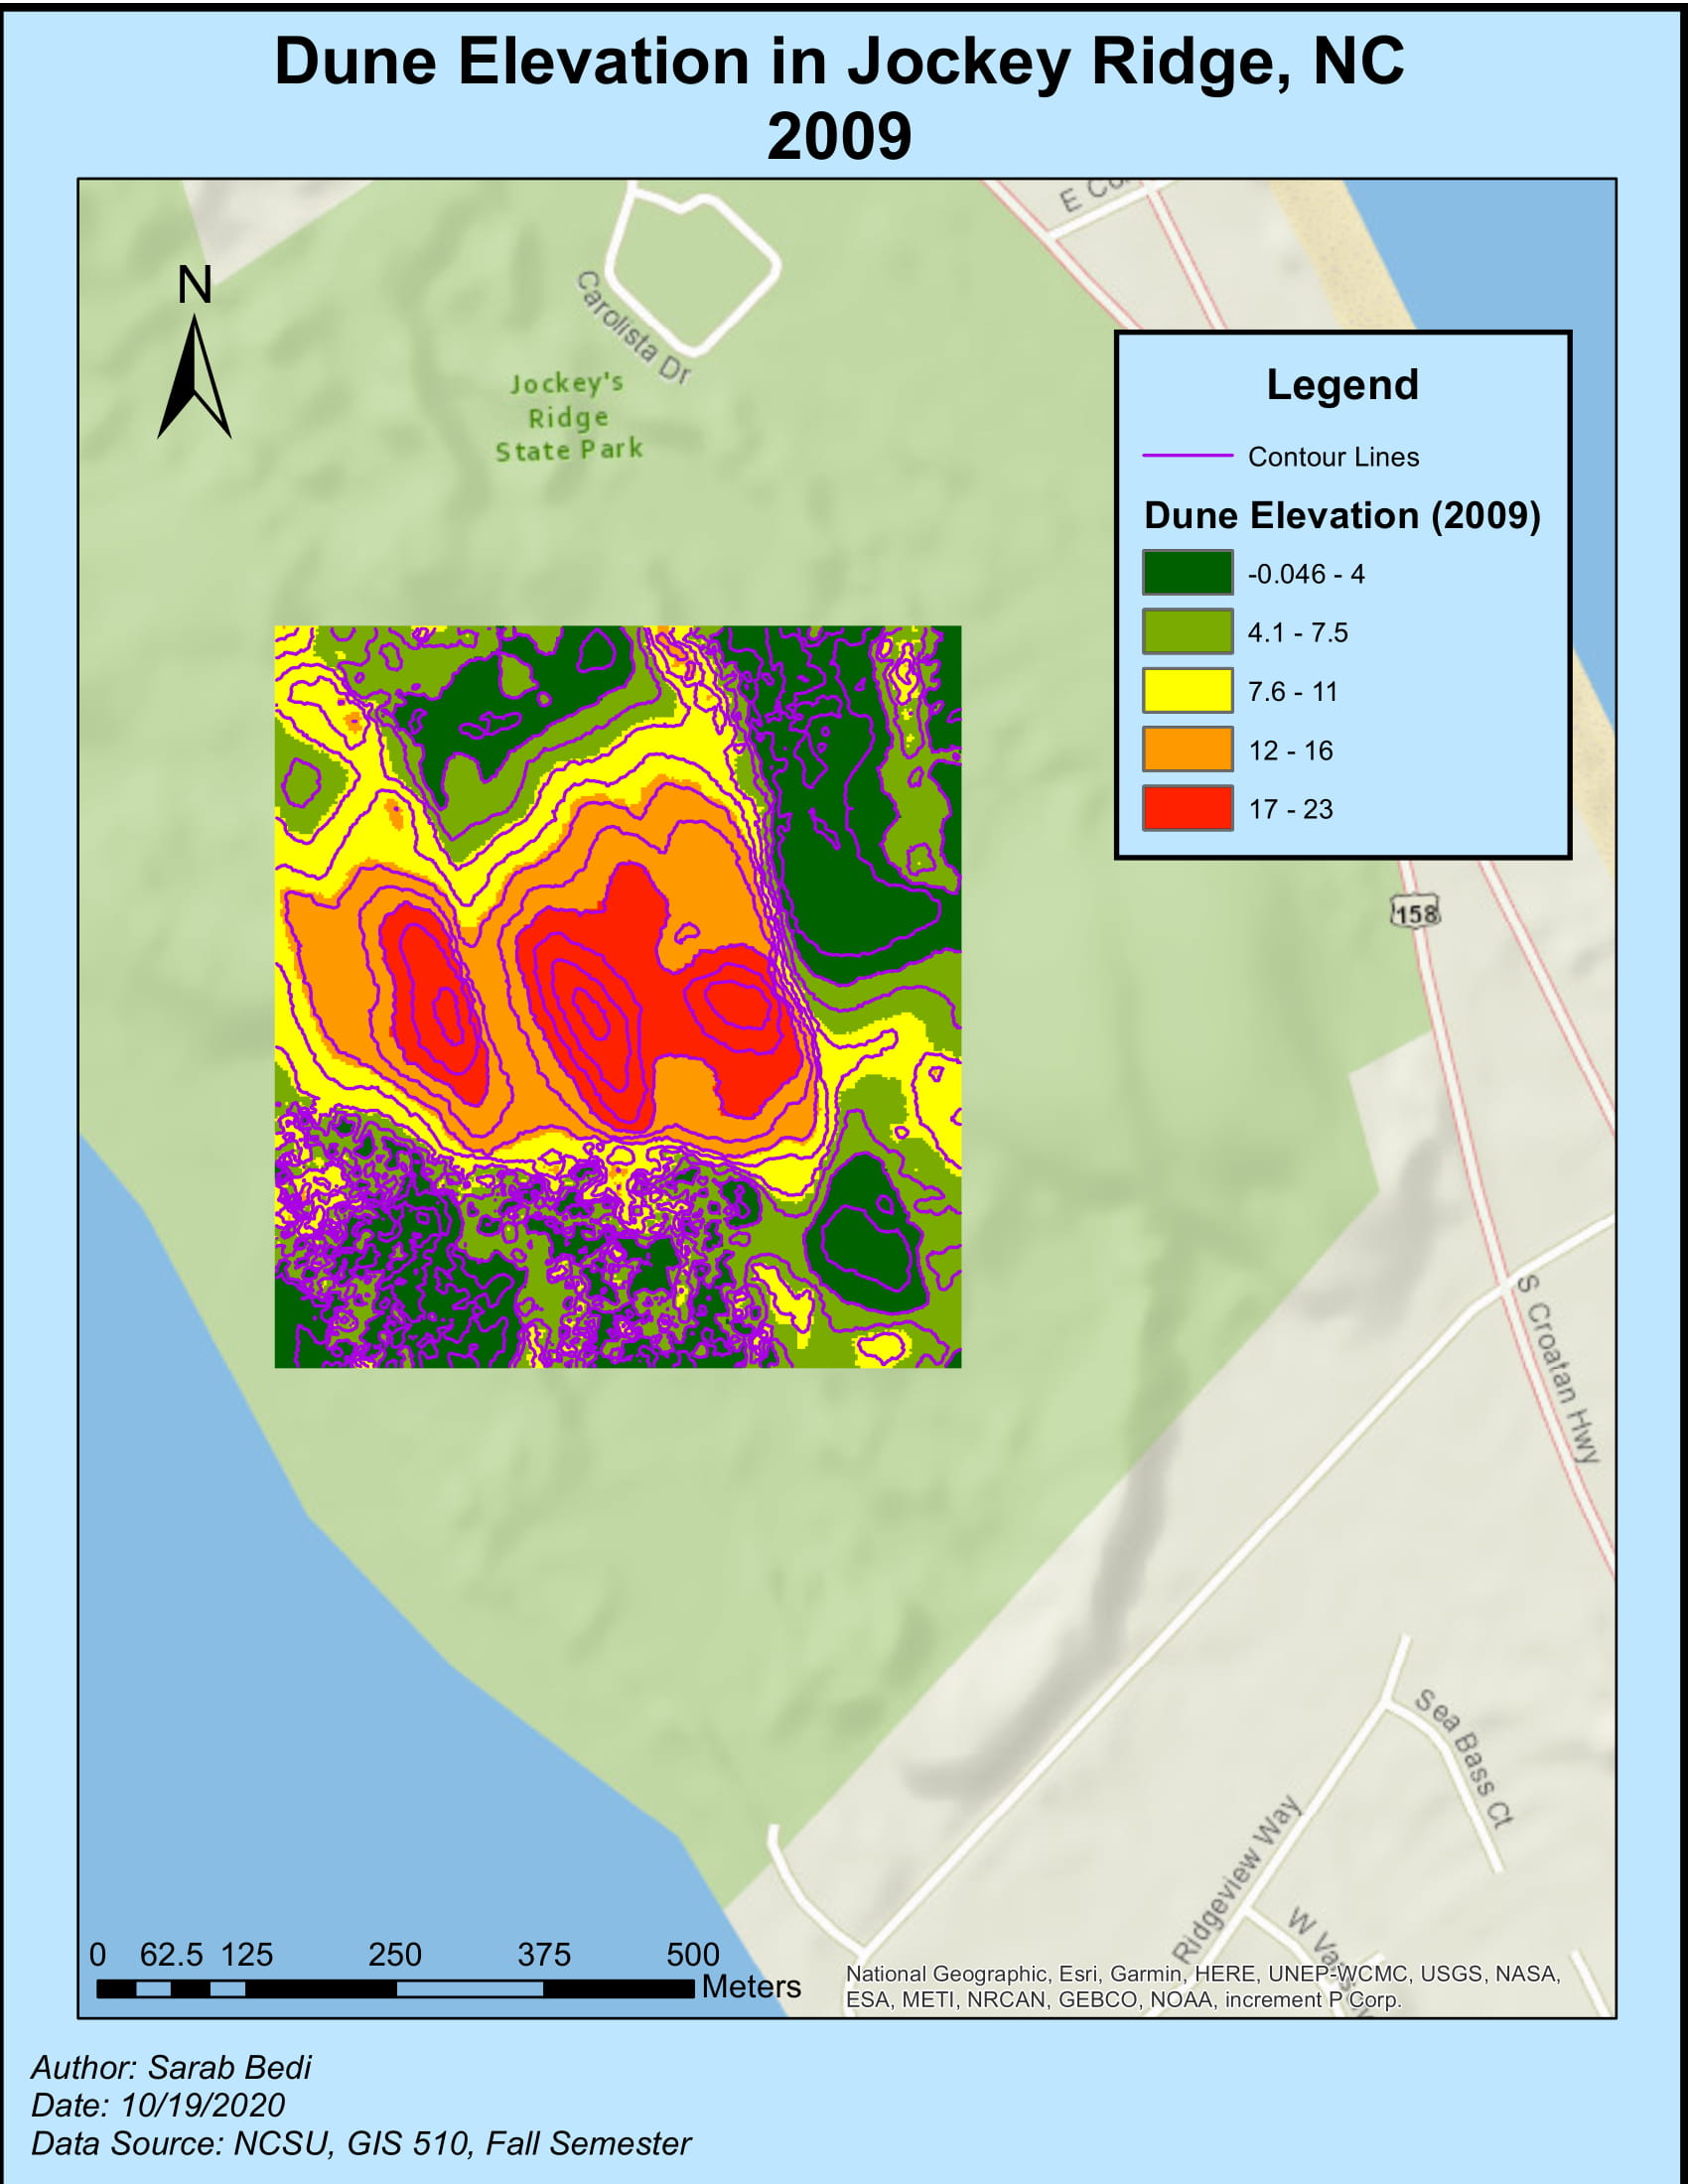 Dune Elevation in Jockey Ridge, NC
2009
E
N
Carolista Dr
Jockey's
Ridge
State Park
Legend
Contour Lines
Dune Elevation (2009)
-0.046 - 4
4.1 - 7.5
7.6 - 11
12 - 16
17 - 23
158
S Croatan Hwy
Sea Bass Ct
Ridgeview Way
W
0 62.5 125 250 375 500
Meters
National Geographic, Esri, Garmin, HERE, UNEP-WCMC, USGS, NASA,
ESA, METI, NRCAN, GEBCO, NOAA, increment P Corp.
Author: Sarab Bedi
Date: 10/19/2020
Data Source: NCSU, GIS 510, Fall Semester